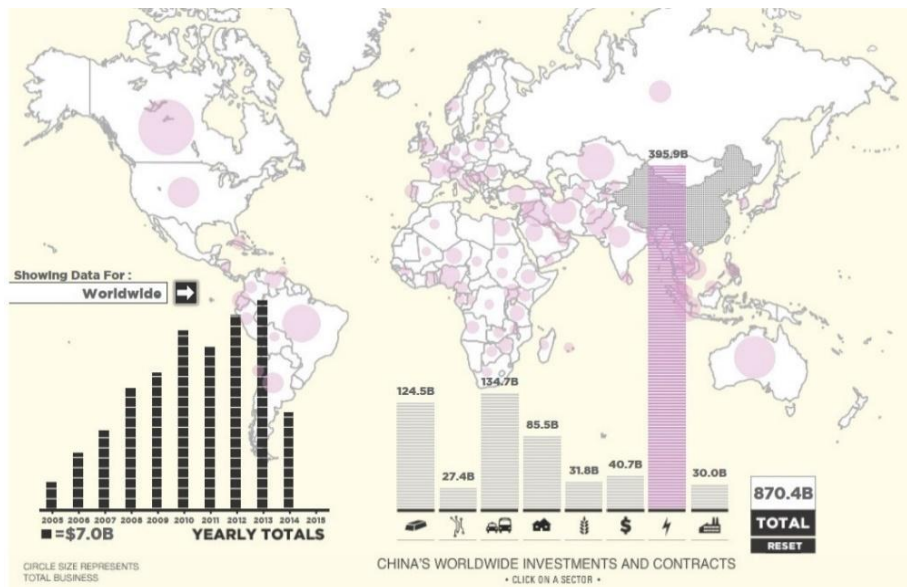 395.9B
Showing Data For :
Worldwide
124.5B
27.4B
134.7B
85.5B
31.8B
40.7B
30.0B
870.4B
TOTAL
RESET
2005 2006 2007 2008 2009 2010 2011 2012 2013 2014 2015
=$7.0B YEARLY TOTALS
$
CIRCLE SIZE REPRESENTS
TOTAL BUSINESS
CHINA'S WORLDWIDE INVESTMENTS AND CONTRACTS
• CLICK ON A SECTOR •